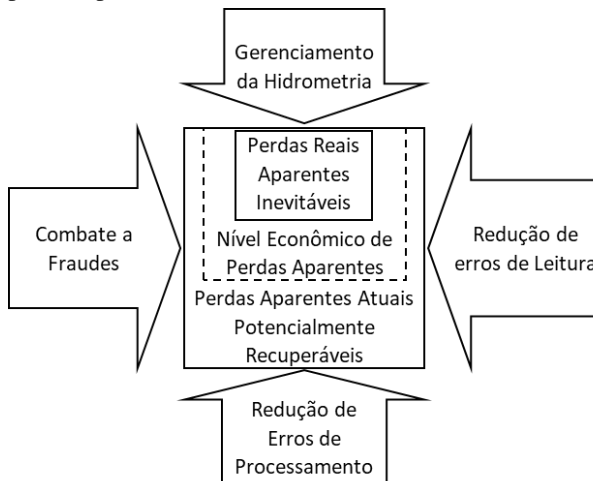 Gerenciamento
da Hidrometria
Perdas Reais
Aparentes
Inevitáveis
Nível Econômico de
Perdas Aparentes
Perdas Aparentes Atuais
Potencialmente
Recuperáveis
Combate a
Fraudes
Redução de
erros de Leitura
Redução de
Erros de
Processamento